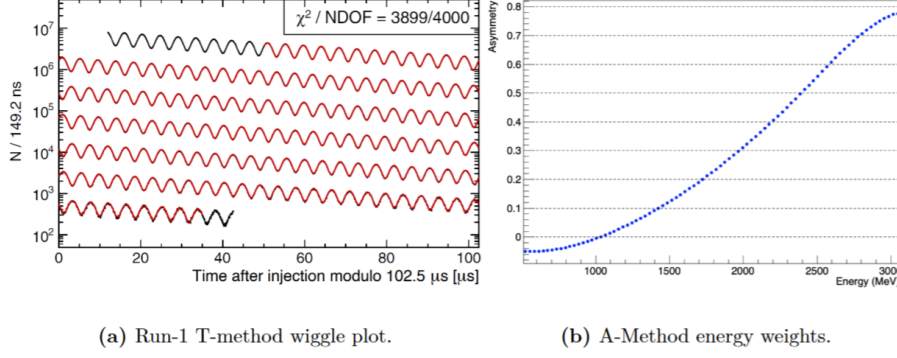 χ² / NDOF = 3899/4000
10⁷
10⁶
10⁵
10⁴
10³
10²
N / 149.2 ns
0 20 40 60 80 100
Time after injection modulo 102.5 μs [μs]
(a) Run-1 T-method wiggle plot.
Asymmetry
0.8
0.7
0.6
0.5
0.4
0.3
0.2
0.1
0
1000 1500 2000 2500 3000
Energy (MeV)
(b) A-Method energy weights.